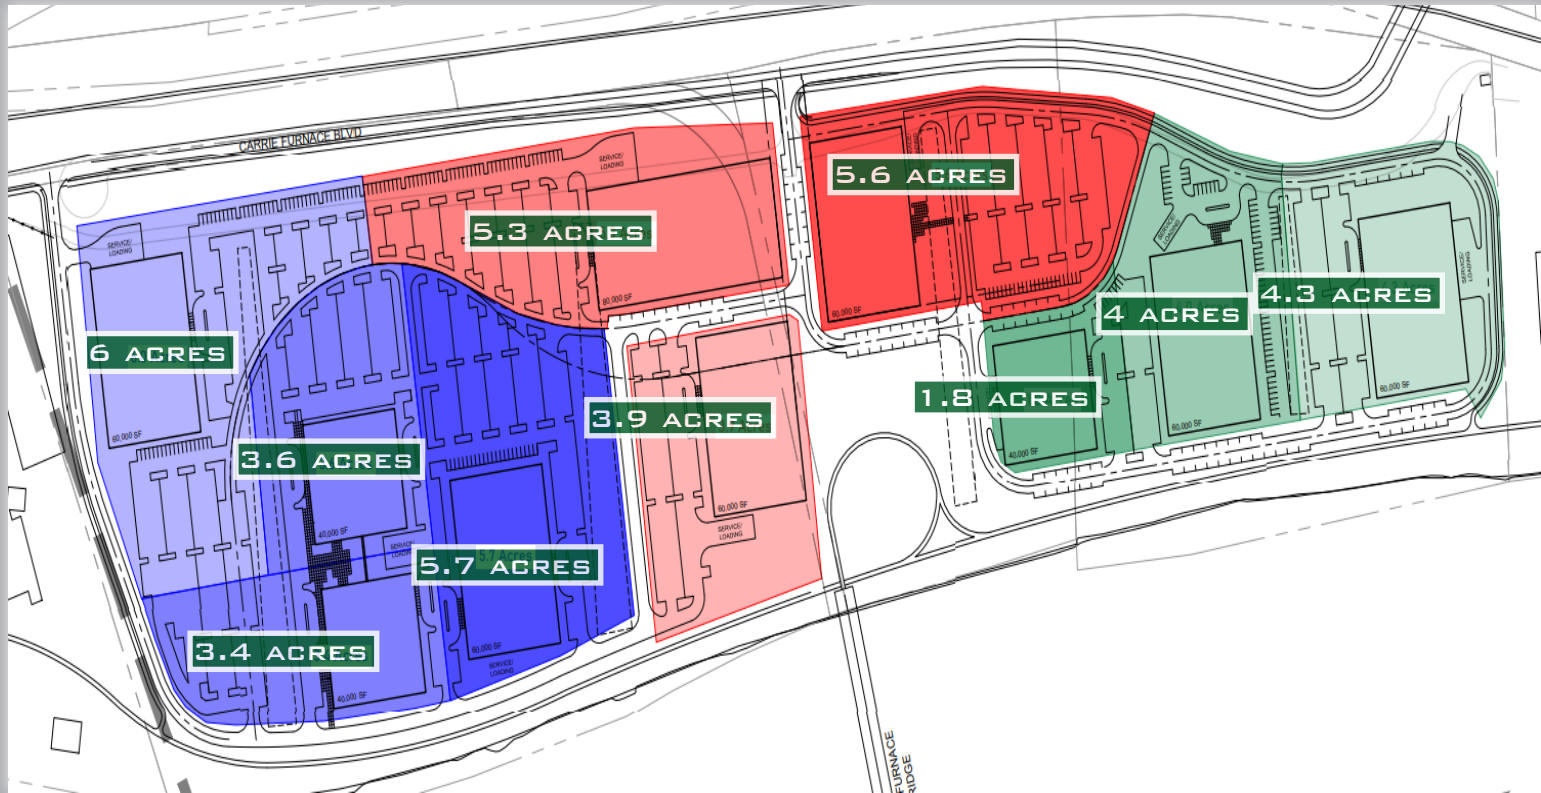 CARRIE FURNACE BLVD
SERVICE/
LOADING
5.6 ACRES
5.3 ACRES
SERVICE/
LOADING
SERVICE/
LOADING
SERVICE/
LOADING
4.3 ACRES
4 ACRES
80,000 SF
60,000 SF
6 ACRES
1.8 ACRES
60,000 SF
3.9 ACRES
60,000 SF
60,000 SF
40,000 SF
3.6 ACRES
60,000 SF
40,000 SF
SERVICE/
LOADING
SERVICE/
LOADING
5.7 Acres
5.7 ACRES
3.4 ACRES
60,000 SF
SERVICE/
LOADING
40,000 SF
FURNACE
RIDGE